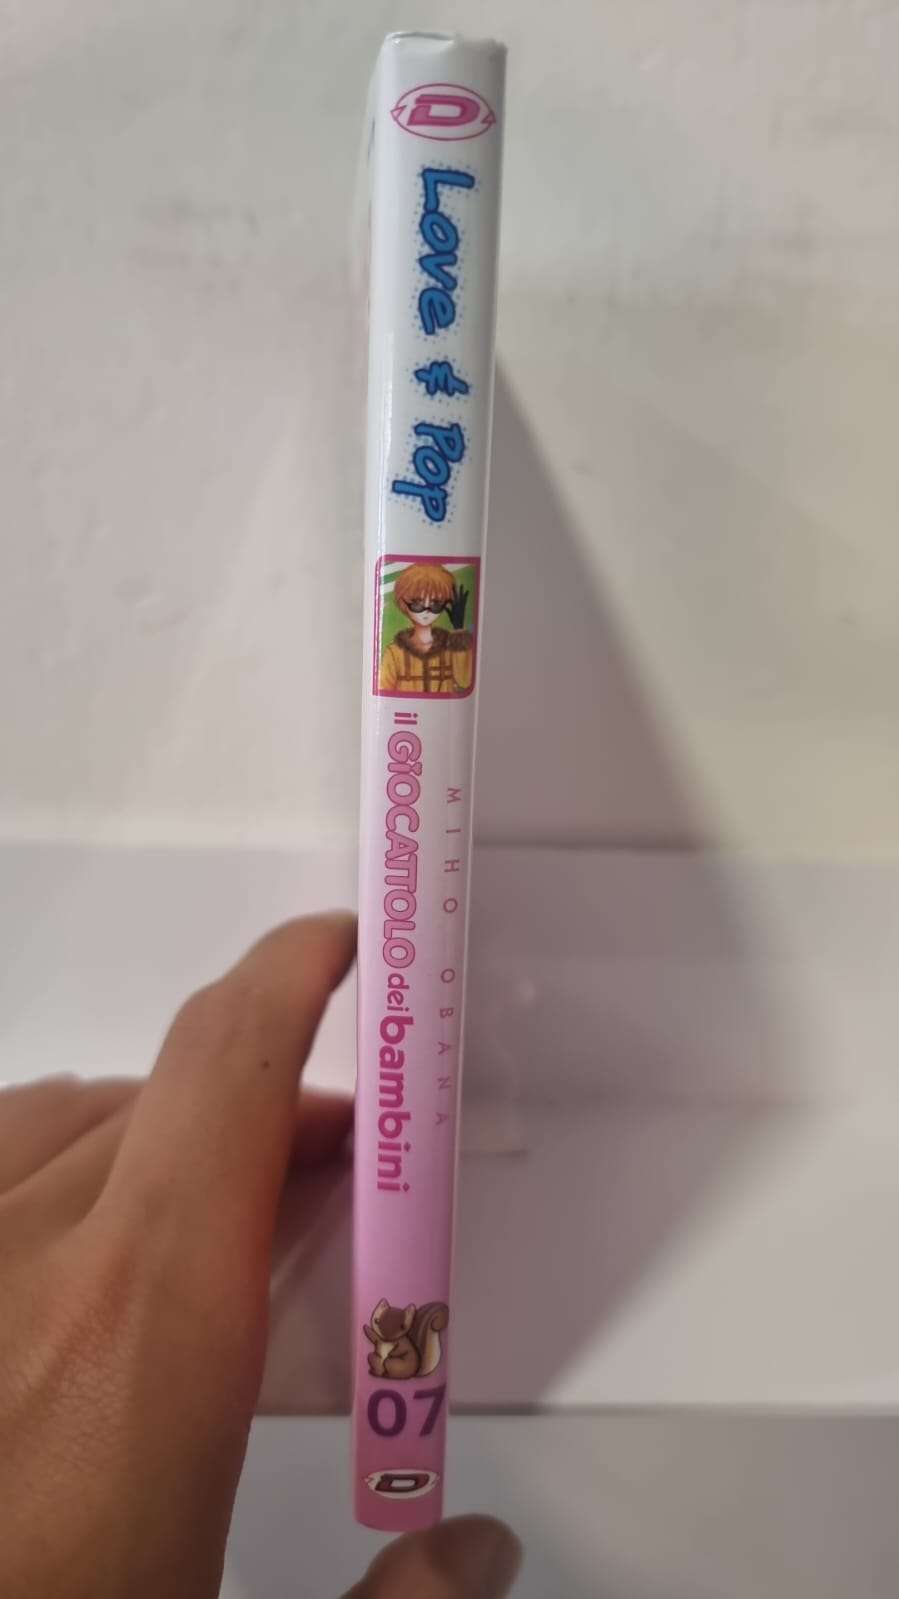 D
Love & Pop
MIHO OBANA
il GiOCATTOLO dei bambini
07
D